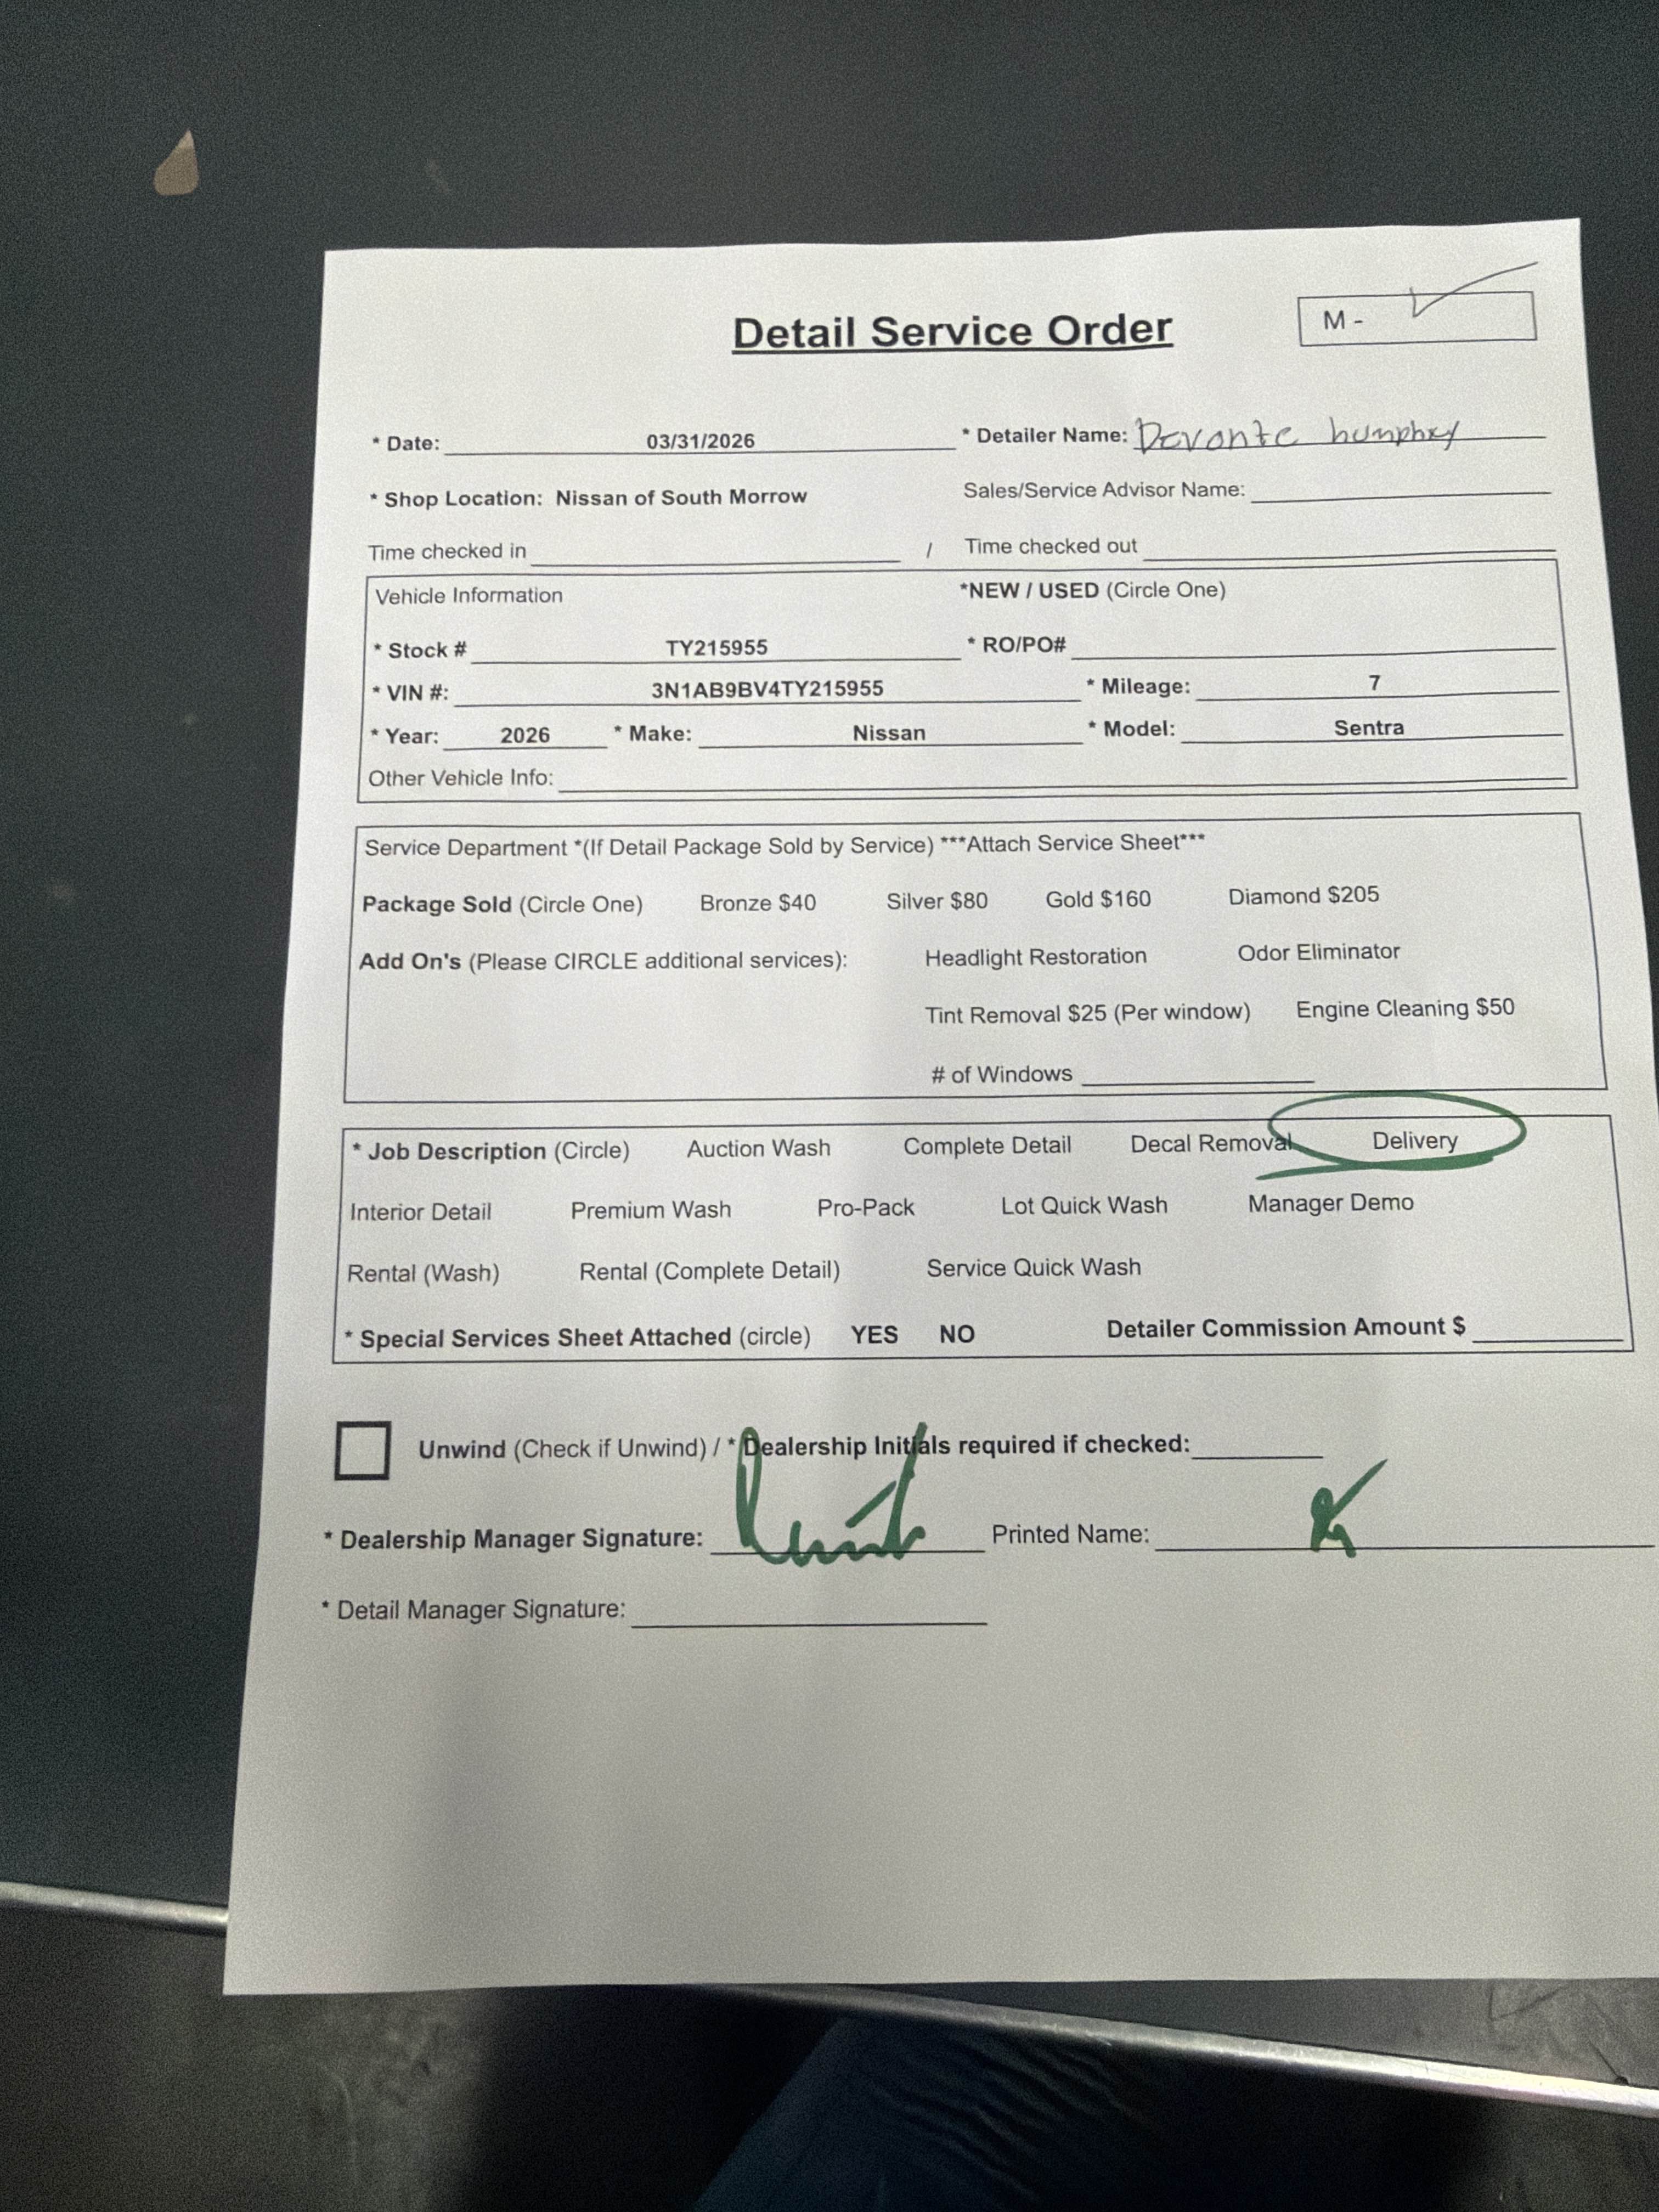 Detail Service Order
M -
* Date: 03/31/2026 * Detailer Name: Devonte humphry
* Shop Location: Nissan of South Morrow Sales/Service Advisor Name:
Time checked in / Time checked out
Vehicle Information *NEW / USED (Circle One)
* Stock # TY215955 * RO/PO#
* VIN #: 3N1AB9BV4TY215955 * Mileage: 7
* Year: 2026 * Make: Nissan * Model: Sentra
Other Vehicle Info:
Service Department *(If Detail Package Sold by Service) ***Attach Service Sheet***
Package Sold (Circle One) Bronze $40 Silver $80 Gold $160 Diamond $205
Add On's (Please CIRCLE additional services): Headlight Restoration Odor Eliminator
Tint Removal $25 (Per window) Engine Cleaning $50
# of Windows
* Job Description (Circle) Auction Wash Complete Detail Decal Removal Delivery
Interior Detail Premium Wash Pro-Pack Lot Quick Wash Manager Demo
Rental (Wash) Rental (Complete Detail) Service Quick Wash
* Special Services Sheet Attached (circle) YES NO Detailer Commission Amount $
Unwind (Check if Unwind) / * Dealership Initials required if checked:
* Dealership Manager Signature: Printed Name:
* Detail Manager Signature: